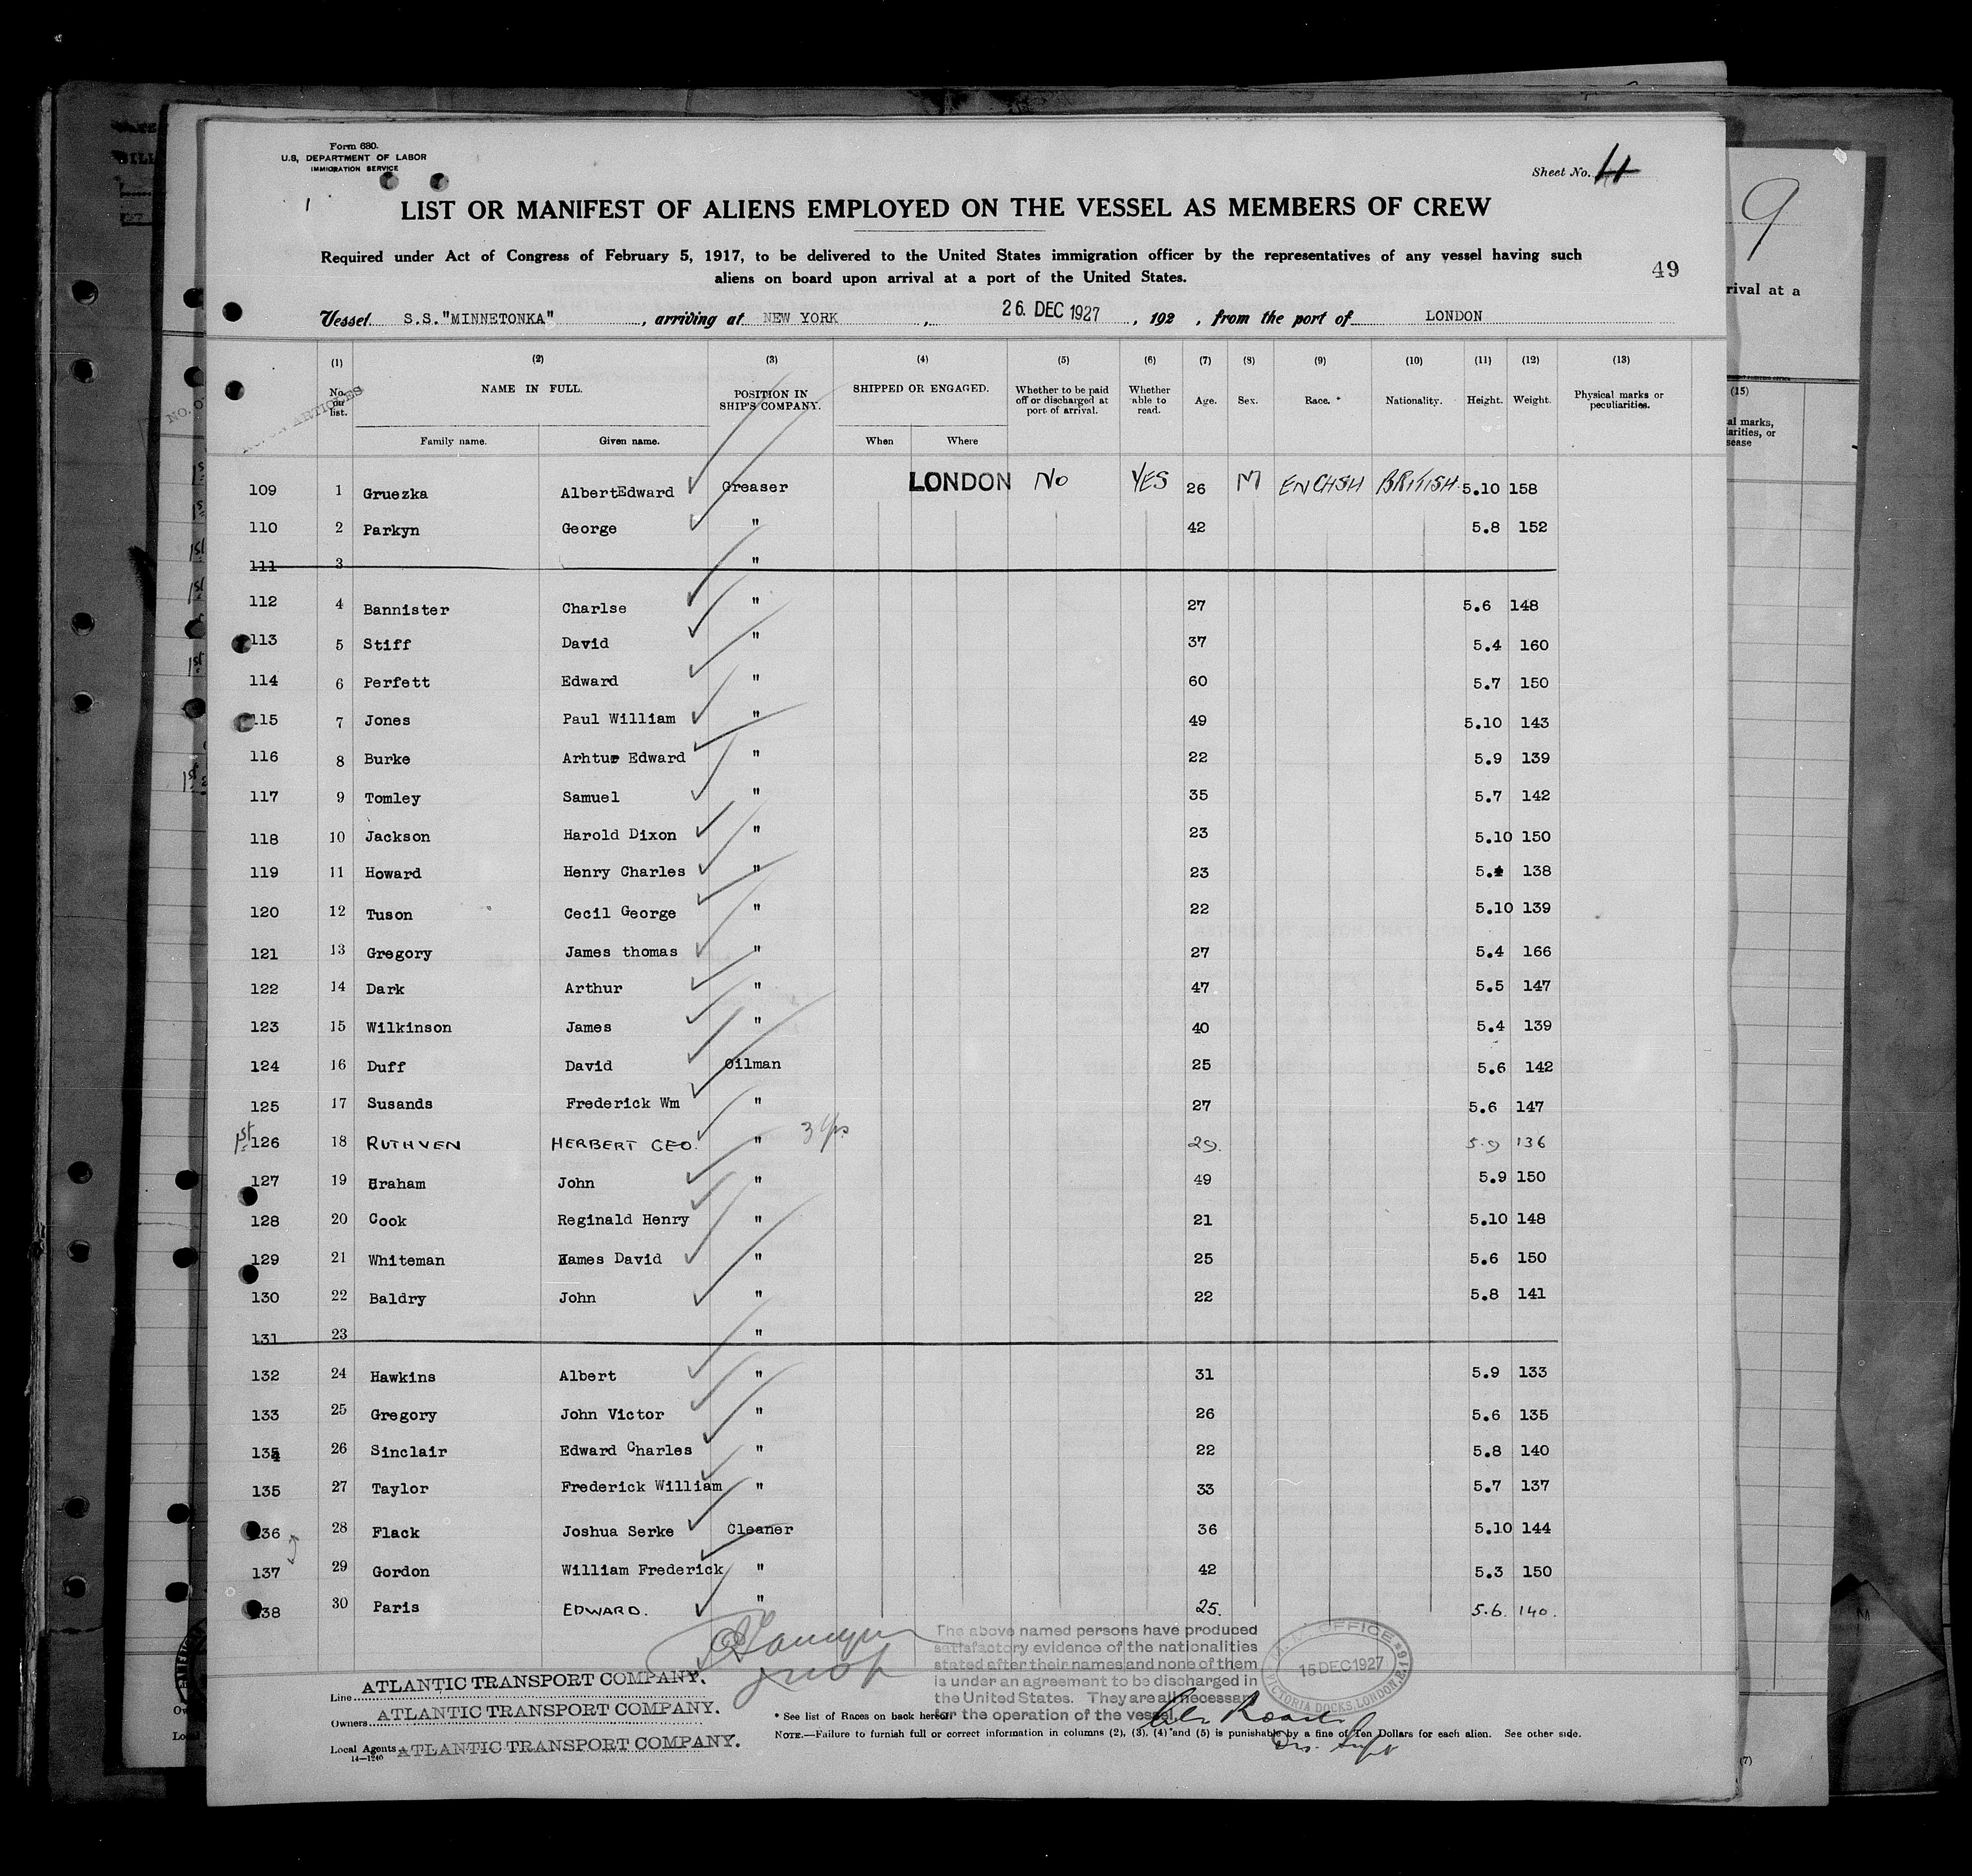 Form 680.
U.S. DEPARTMENT OF LABOR
IMMIGRATION SERVICE
Sheet No.
LIST OR MANIFEST OF ALIENS EMPLOYED ON THE VESSEL AS MEMBERS OF CREW
9
Required under Act of Congress of February 5, 1917, to be delivered to the United States immigration officer by the representatives of any vessel having such
aliens on board upon arrival at a port of the United States.
49
rival at a
Vessel S.S."MINNETONKA", arriving at NEW YORK, 26. DEC 1927, 192 , from the port of LONDON
(1) (2) (3) (4) (5) (6) (7) (8) (9) (10) (11) (12) (13)
(15)
No. on list. NAME IN FULL. POSITION IN SHIP'S COMPANY. SHIPPED OR ENGAGED. Whether to be paid off or discharged at port of arrival. Whether able to read. Age. Sex. Race.* Nationality. Height. Weight. Physical marks or peculiarities.
Family name. Given name. When Where
109 1 Gruezka AlbertEdward Greaser LONDON No YES 26 M ENGLISH BRITISH 5.10 158
110 2 Parkyn George " 42 5.8 152
111 3 "
112 4 Bannister Charlse " 27 5.6 148
113 5 Stiff David " 37 5.4 160
114 6 Perfett Edward " 60 5.7 150
115 7 Jones Paul William " 49 5.10 143
116 8 Burke Arhtur Edward " 22 5.9 139
117 9 Tomley Samuel " 35 5.7 142
118 10 Jackson Harold Dixon " 23 5.10 150
119 11 Howard Henry Charles " 23 5.4 138
120 12 Tuson Cecil George " 22 5.10 139
121 13 Gregory James thomas " 27 5.4 166
122 14 Dark Arthur " 47 5.5 147
123 15 Wilkinson James " 40 5.4 139
124 16 Duff David Oilman 25 5.6 142
125 17 Susands Frederick Wm " 27 5.6 147
1st 126 18 RUTHVEN HERBERT GEO. " 29. 5.9 136
127 19 Graham John " 49 5.9 150
128 20 Cook Reginald Henry " 21 5.10 148
129 21 Whiteman James David " 25 5.6 150
130 22 Baldry John " 22 5.8 141
131 23 "
132 24 Hawkins Albert " 31 5.9 133
133 25 Gregory John Victor " 26 5.6 135
134 26 Sinclair Edward Charles " 22 5.8 140
135 27 Taylor Frederick William " 33 5.7 137
136 28 Flack Joshua Serke Cleaner 36 5.10 144
137 29 Gordon William Frederick " 42 5.3 150
138 30 Paris EDWARD. " 25. 5.6. 140.
The above named persons have produced
satisfactory evidence of the nationalities
stated after their names and none of them
is under an agreement to be discharged in
the United States. They are all necessary
for the operation of the vessel.
OFFICE
15 DEC 1927
VICTORIA DOCKS, LONDON, E.16
Line ATLANTIC TRANSPORT COMPANY.
Owners ATLANTIC TRANSPORT COMPANY.
Local Agents ATLANTIC TRANSPORT COMPANY.
14—1240
* See list of Races on back hereof.
NOTE.—Failure to furnish full or correct information in columns (2), (3), (4) and (5) is punishable by a fine of Ten Dollars for each alien. See other side.
(7)